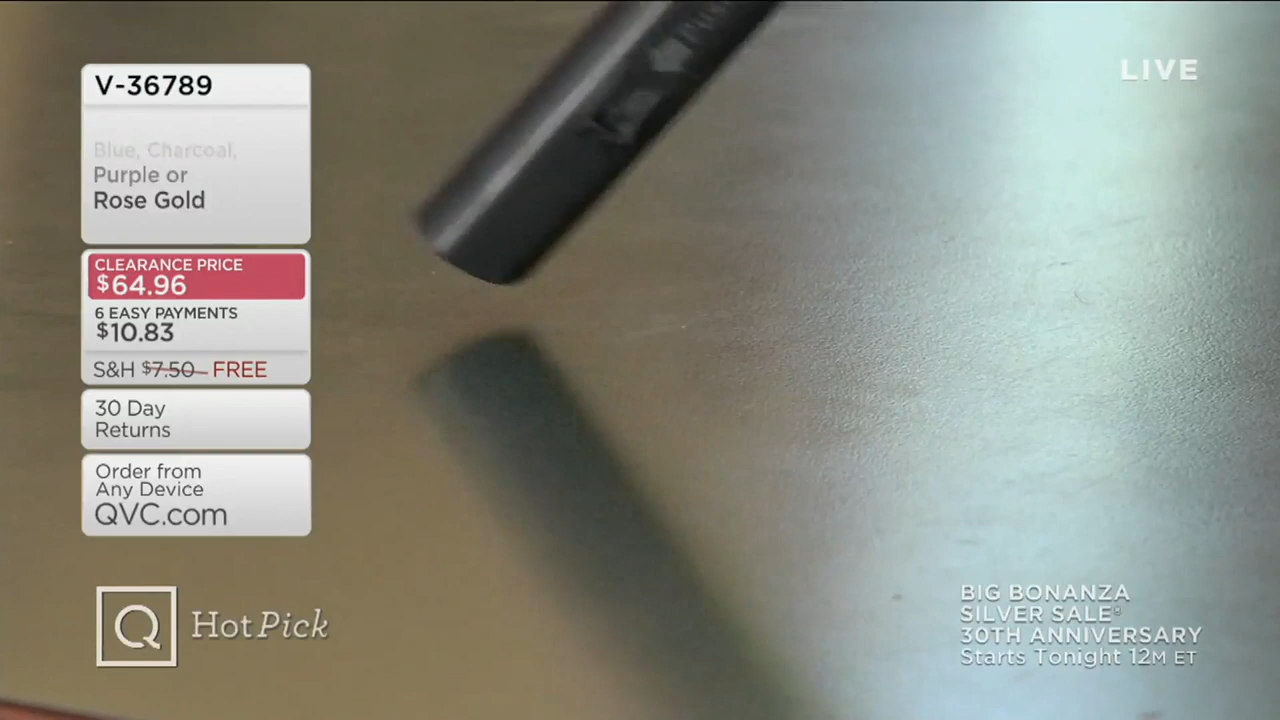 V-36789
LIVE
Blue, Charcoal,
Purple or
Rose Gold
CLEARANCE PRICE
$64.96
6 EASY PAYMENTS
$10.83
S&H $7.50 FREE
30 Day
Returns
Order from
Any Device
QVC.com
Q HotPick
BIG BONANZA
SILVER SALE®
30TH ANNIVERSARY
Starts Tonight 12M ET